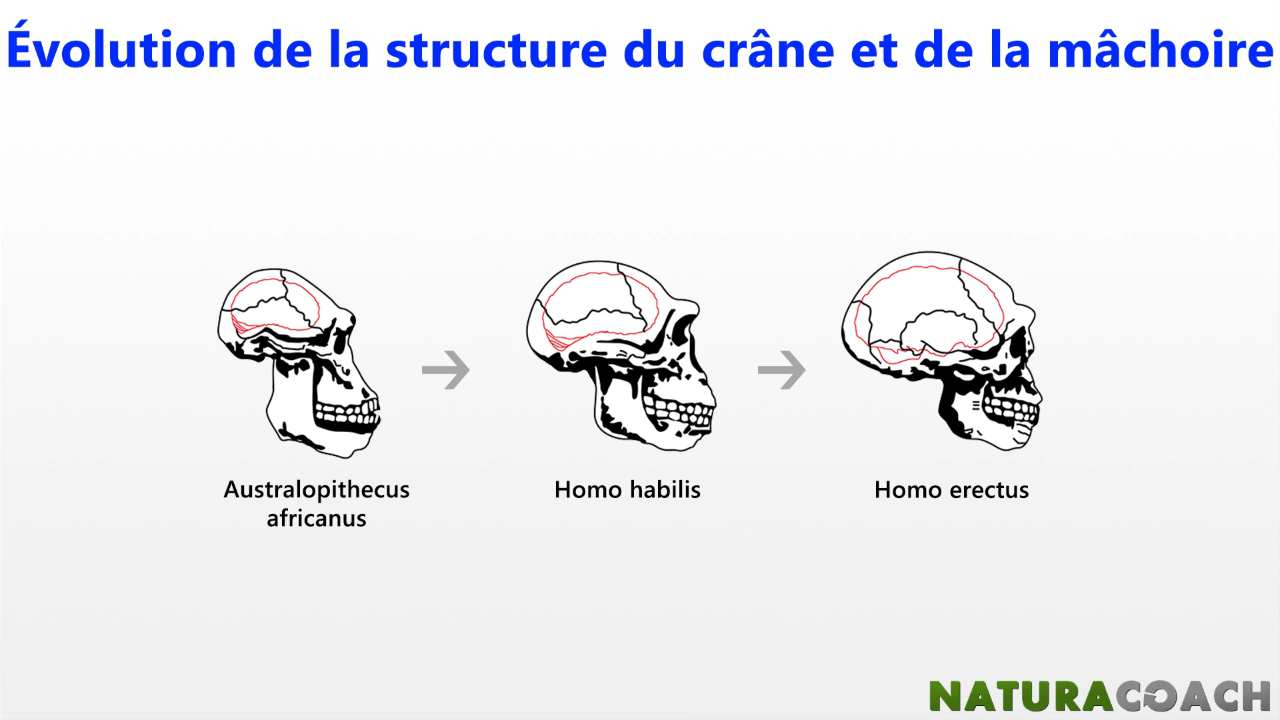 Évolution de la structure du crâne et de la mâchoire
Australopithecus
africanus
Homo habilis
Homo erectus
NATURACOACH